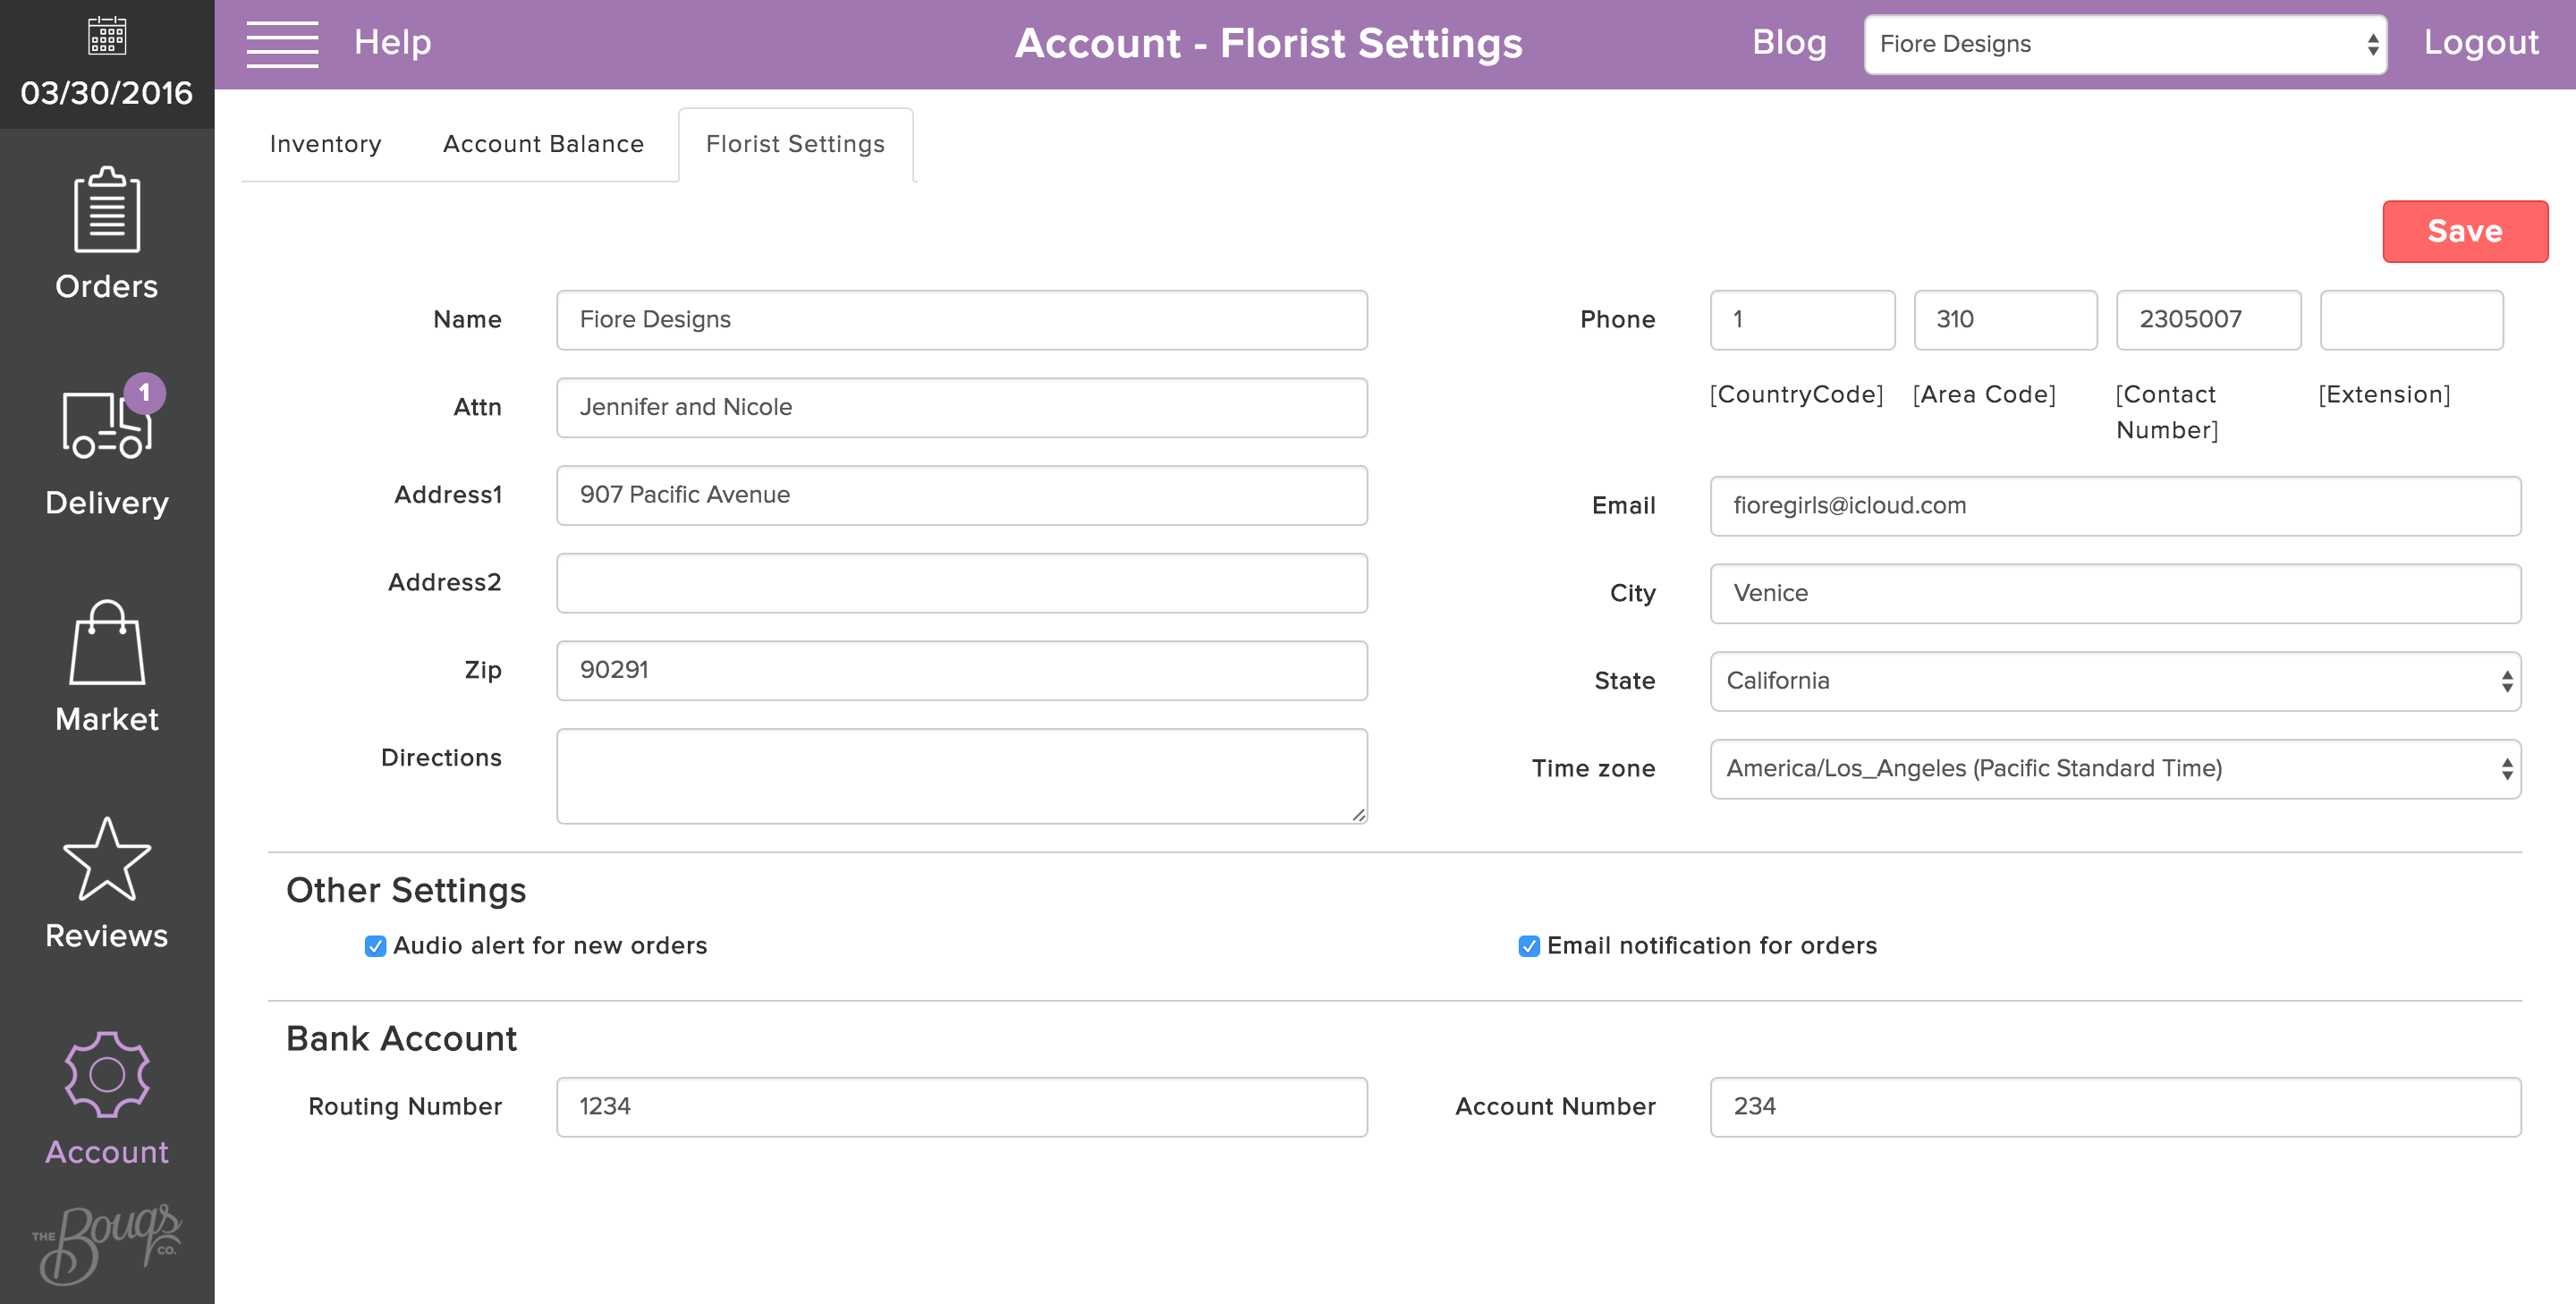 03/30/2016
Help
Account - Florist Settings
Blog
Fiore Designs
Logout
Orders
1
Delivery
Market
Reviews
Account
THE Bouqs CO.
Inventory
Account Balance
Florist Settings
Save
Name
Fiore Designs
Attn
Jennifer and Nicole
Address1
907 Pacific Avenue
Address2
Zip
90291
Directions
Phone
1
310
2305007
[CountryCode]
[Area Code]
[Contact
Number]
[Extension]
Email
fioregirls@icloud.com
City
Venice
State
California
Time zone
America/Los_Angeles (Pacific Standard Time)
Other Settings
Audio alert for new orders
Email notification for orders
Bank Account
Routing Number
1234
Account Number
234